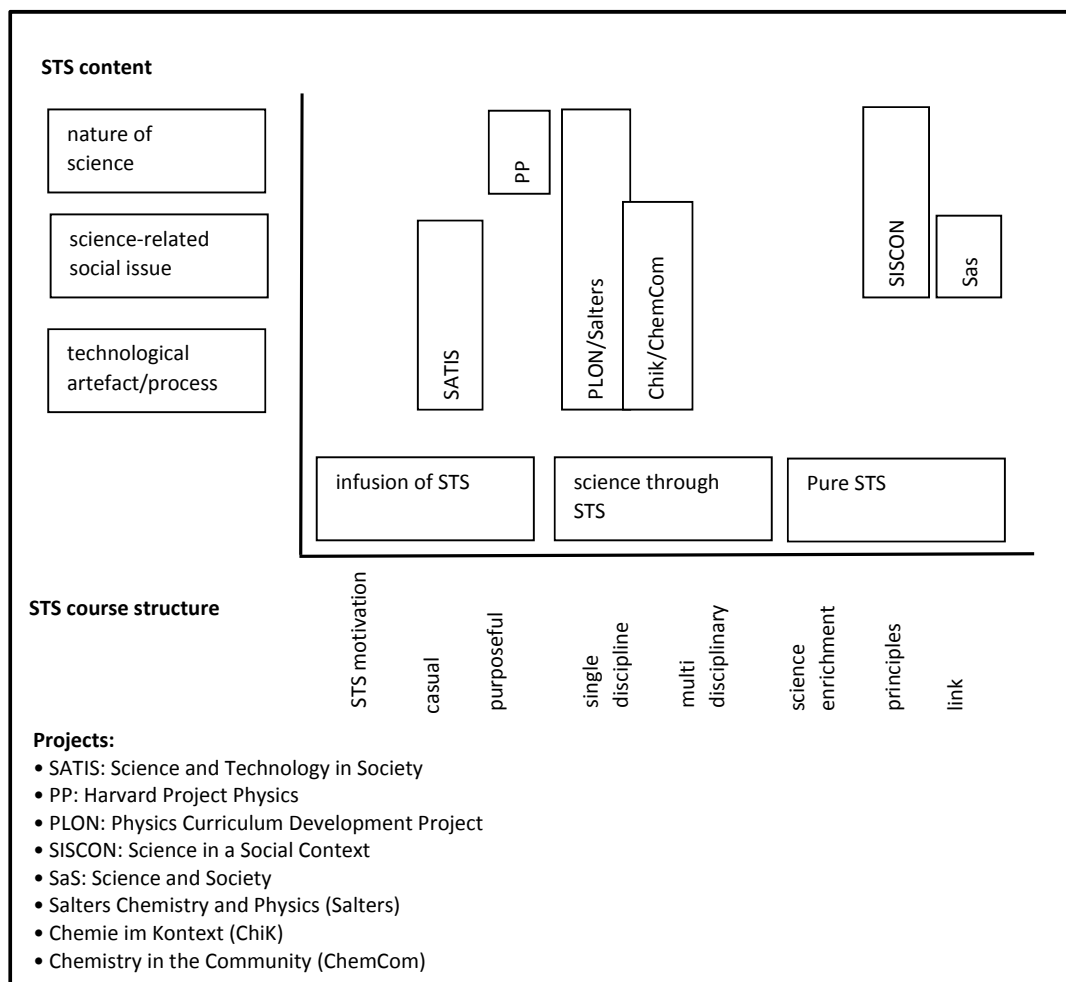 STS content
nature of
science
science-related
social issue
technological
artefact/process
SATIS
PP
PLON/Salters
Chik/ChemCom
SISCON
Sas
infusion of STS
science through
STS
Pure STS
STS course structure
STS motivation
casual
purposeful
single
discipline
multi
disciplinary
science
enrichment
principles
link
Projects:
• SATIS: Science and Technology in Society
• PP: Harvard Project Physics
• PLON: Physics Curriculum Development Project
• SISCON: Science in a Social Context
• SaS: Science and Society
• Salters Chemistry and Physics (Salters)
• Chemie im Kontext (ChiK)
• Chemistry in the Community (ChemCom)